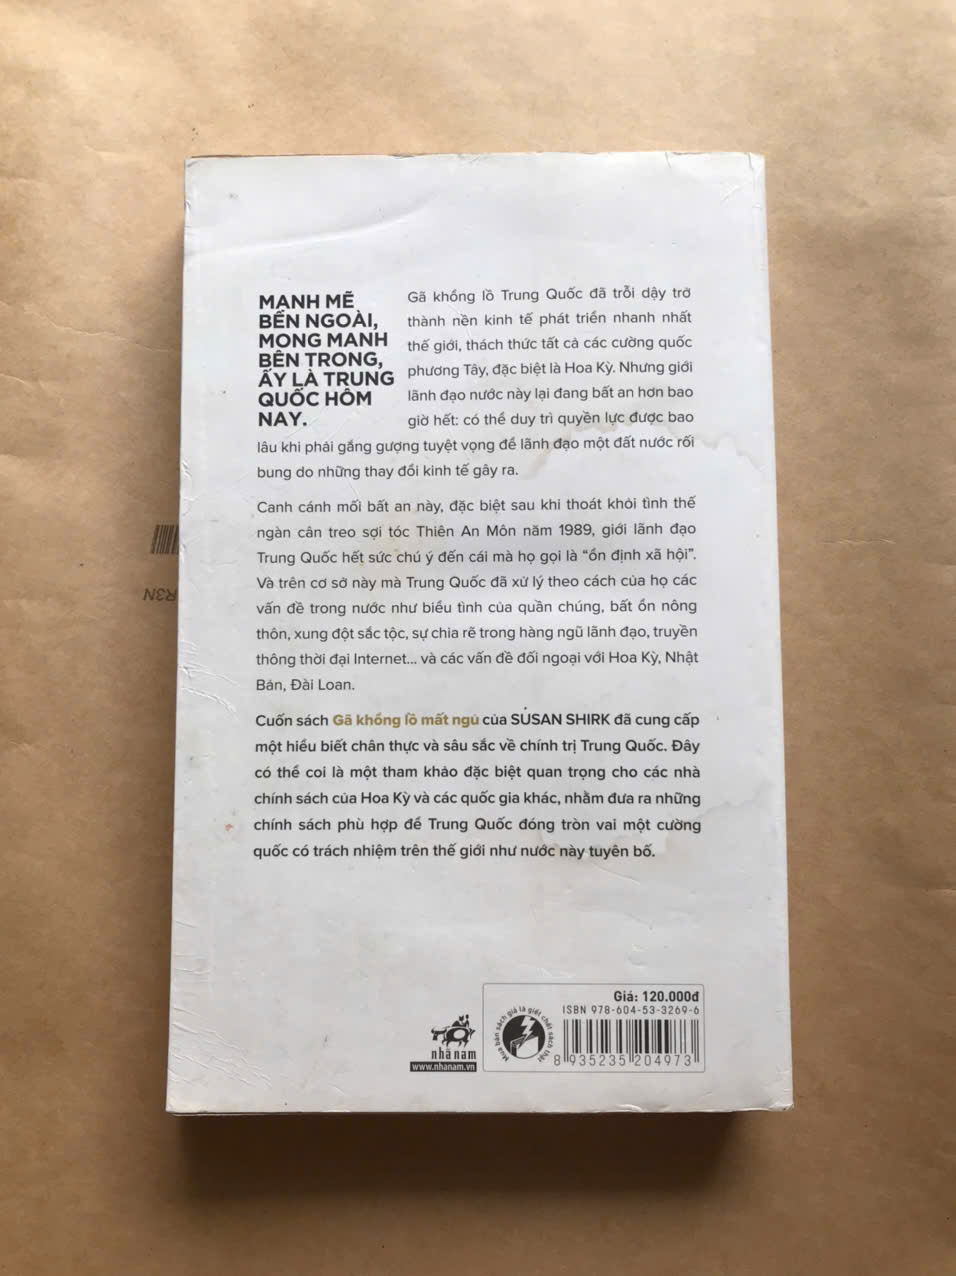 MẠNH MẼ
BỀN NGOÀI,
MONG MANH
BÊN TRONG,
ẤY LÀ TRUNG
QUỐC HÔM
NAY.
Gã khổng lồ Trung Quốc đã trỗi dậy trở
thành nền kinh tế phát triển nhanh nhất
thế giới, thách thức tất cả các cường quốc
phương Tây, đặc biệt là Hoa Kỳ. Nhưng giới
lãnh đạo nước này lại đang bất an hơn bao
giờ hết: có thể duy trì quyền lực được bao
lâu khi phải gắng gượng tuyệt vọng để lãnh đạo một đất nước rối
bung do những thay đổi kinh tế gây ra.
Canh cánh mối bất an này, đặc biệt sau khi thoát khỏi tình thế
ngàn cân treo sợi tóc Thiên An Môn năm 1989, giới lãnh đạo
Trung Quốc hết sức chú ý đến cái mà họ gọi là “ổn định xã hội”.
Và trên cơ sở này mà Trung Quốc đã xử lý theo cách của họ các
vấn đề trong nước như biểu tình của quần chúng, bất ổn nông
thôn, xung đột sắc tộc, sự chia rẽ trong hàng ngũ lãnh đạo, truyền
thông thời đại Internet... và các vấn đề đối ngoại với Hoa Kỳ, Nhật
Bản, Đài Loan.
Cuốn sách Gã khổng lồ mất ngủ của SUSAN SHIRK đã cung cấp
một hiểu biết chân thực và sâu sắc về chính trị Trung Quốc. Đây
có thể coi là một tham khảo đặc biệt quan trọng cho các nhà
chính sách của Hoa Kỳ và các quốc gia khác, nhằm đưa ra những
chính sách phù hợp để Trung Quốc đóng tròn vai một cường
quốc có trách nhiệm trên thế giới như nước này tuyên bố.
nhã nam
www.nhanam.vn
Mua bán sách giả là giết chết sách thật
Giá: 120.000đ
ISBN 978-604-53-3269-6
8 935235 204973
R3N